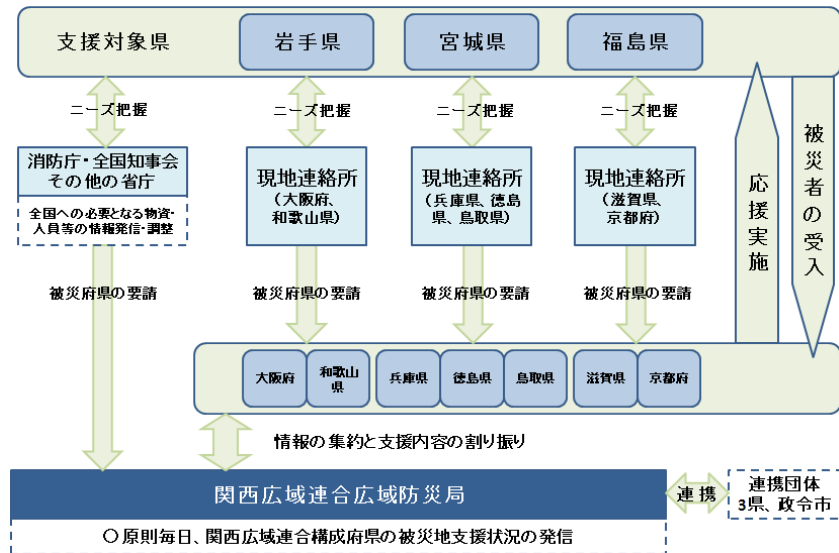 支援対象県
岩手県
宮城県
福島県
ニーズ把握
ニーズ把握
ニーズ把握
ニーズ把握
消防庁・全国知事会
その他の省庁
全国への必要となる物資・
人員等の情報発信・調整
現地連絡所
(大阪府、
和歌山県)
現地連絡所
(兵庫県、徳島
県、鳥取県)
現地連絡所
(滋賀県、
京都府)
応援実施
被災者の受入
被災府県の要請
被災府県の要請
被災府県の要請
被災府県の要請
大阪府
和歌山
県
兵庫県
徳島県
鳥取県
滋賀県
京都府
情報の集約と支援内容の割り振り
関西広域連合広域防災局
○原則毎日、関西広域連合構成府県の被災地支援状況の発信
連携
連携団体
3県、政令市